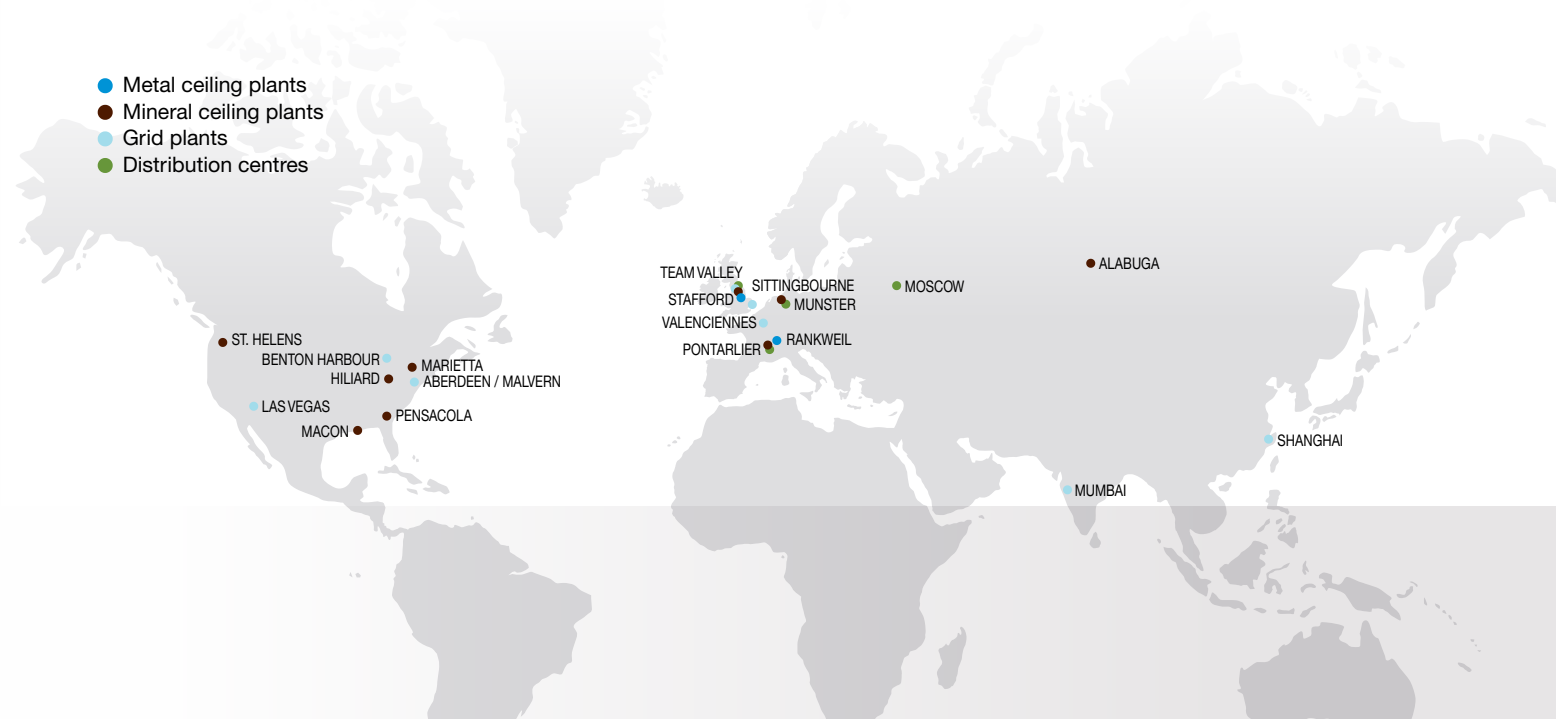 Metal ceiling plants
Mineral ceiling plants
Grid plants
Distribution centres
ALABUGA
TEAM VALLEY
SITTINGBOURNE
MOSCOW
STAFFORD
MUNSTER
VALENCIENNES
ST. HELENS
RANKWEIL
PONTARLIER
BENTON HARBOUR
MARIETTA
HILIARD
ABERDEEN / MALVERN
LAS VEGAS
PENSACOLA
MACON
SHANGHAI
MUMBAI